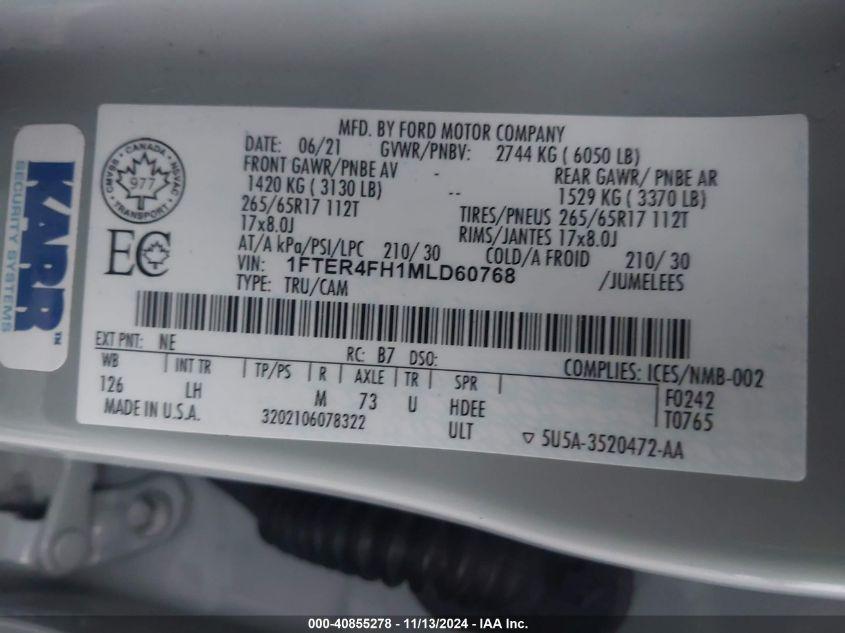 MFD. BY FORD MOTOR COMPANY
DATE: 06/21 GVWR/PNBV: 2744 KG ( 6050 LB)
FRONT GAWR/PNBE AV - REAR GAWR/ PNBE AR
1420 KG ( 3130 LB) -- 1529 KG ( 3370 LB)
265/65R17 112T TIRES/PNEUS 265/65R17 112T
17x8.0J RIMS/JANTES 17x8.0J
AT/A kPa/PSI/LPC 210/ 30 COLD/A FROID 210/ 30
VIN: 1FTER4FH1MLD60768 /JUMELEES
TYPE: TRU/CAM
CANADA
CMVSS
NSVAC
977
TRANSPORT
EC
KARR™
SECURITY SYSTEMS
EXT PNT: NE RC: B7 DSO: COMPLIES: ICES/NMB-002
WB INT TR TP/PS R AXLE TR SPR F0242
126 LH M 73 U HDEE T0765
MADE IN U.S.A. 3202106078322 ULT ▽ 5U5A-3520472-AA
000-40855278 - 11/13/2024 - IAA Inc.